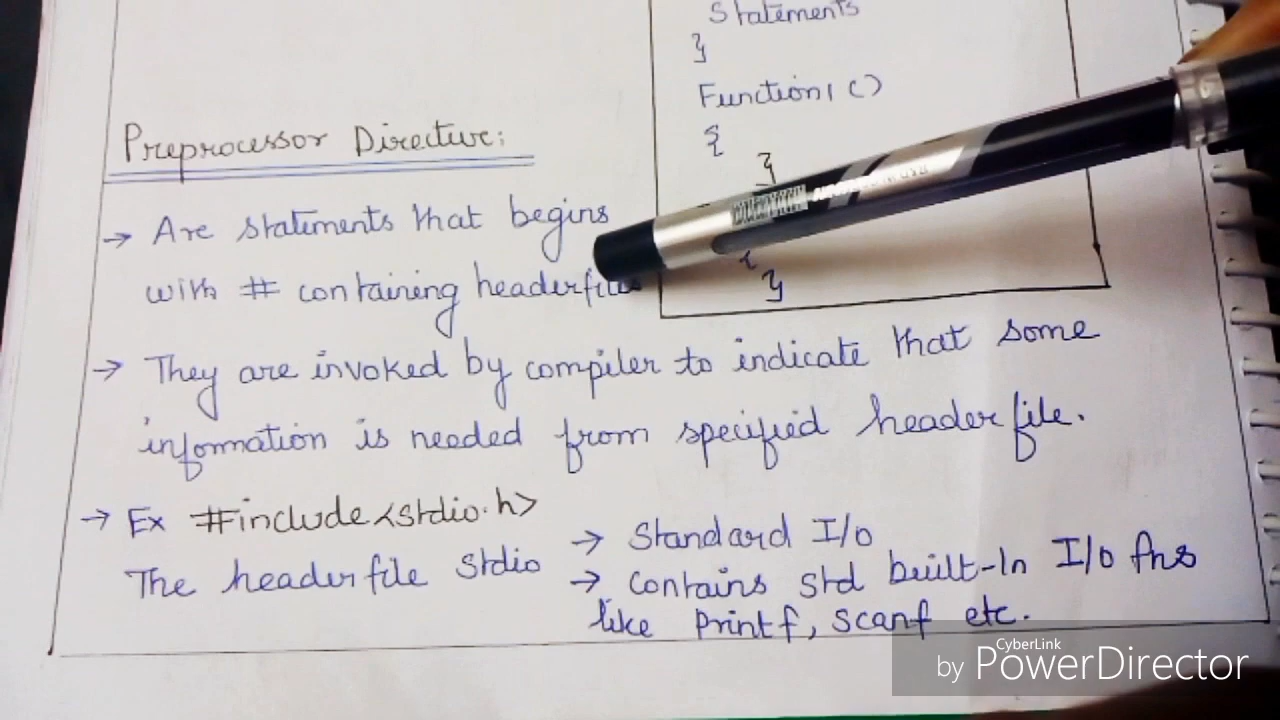 Statements
}
Function1 ()
{
}
{
}
Preprocessor Directive:
→ Are statements that begins
with # containing headerfiles
→ They are invoked by compiler to indicate that some
information is needed from specified header file.
→ Ex #include<stdio.h>
The header file stdio → Standard I/o
→ contains std built-In I/o fns
like printf, scanf etc.
CyberLink
by PowerDirector